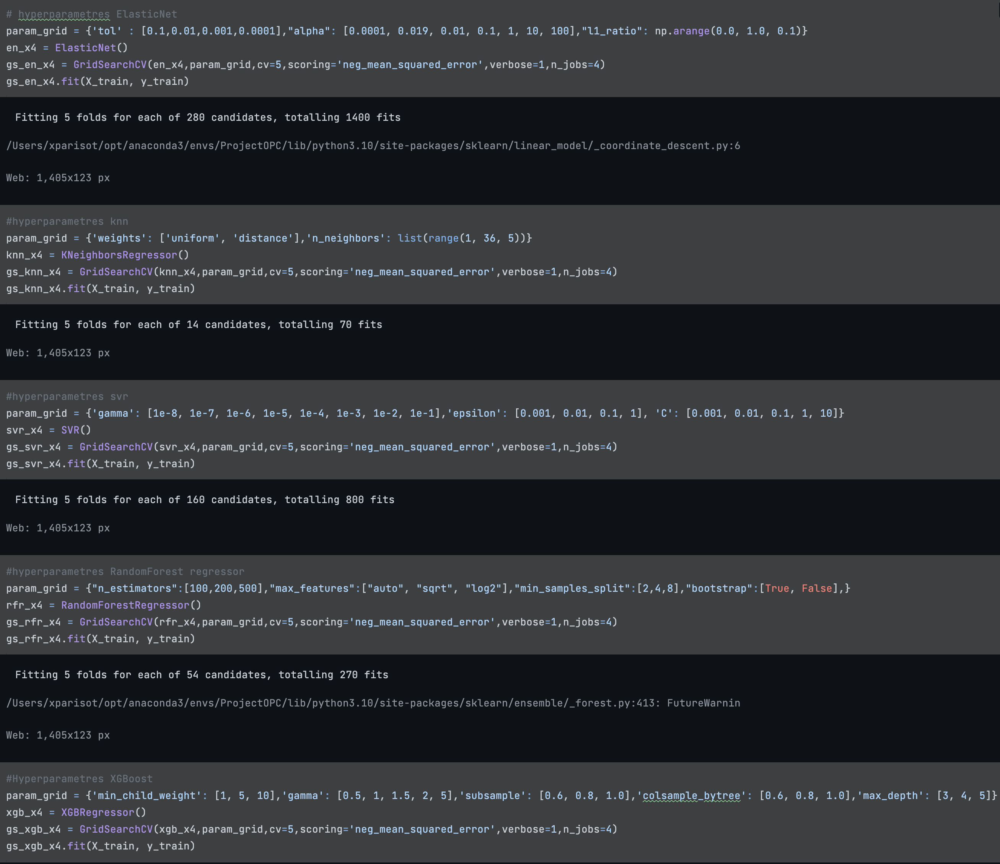 # hyperparametres ElasticNet
param_grid = {'tol' : [0.1,0.01,0.001,0.0001],"alpha": [0.0001, 0.019, 0.01, 0.1, 1, 10, 100],"l1_ratio": np.arange(0.0, 1.0, 0.1)}
en_x4 = ElasticNet()
gs_en_x4 = GridSearchCV(en_x4,param_grid,cv=5,scoring='neg_mean_squared_error',verbose=1,n_jobs=4)
gs_en_x4.fit(X_train, y_train)
Fitting 5 folds for each of 280 candidates, totalling 1400 fits
/Users/xparisot/opt/anaconda3/envs/ProjectOPC/lib/python3.10/site-packages/sklearn/linear_model/_coordinate_descent.py:6
Web: 1,405x123 px
#hyperparametres knn
param_grid = {'weights': ['uniform', 'distance'],'n_neighbors': list(range(1, 36, 5))}
knn_x4 = KNeighborsRegressor()
gs_knn_x4 = GridSearchCV(knn_x4,param_grid,cv=5,scoring='neg_mean_squared_error',verbose=1,n_jobs=4)
gs_knn_x4.fit(X_train, y_train)
Fitting 5 folds for each of 14 candidates, totalling 70 fits
Web: 1,405x123 px
#hyperparametres svr
param_grid = {'gamma': [1e-8, 1e-7, 1e-6, 1e-5, 1e-4, 1e-3, 1e-2, 1e-1],'epsilon': [0.001, 0.01, 0.1, 1], 'C': [0.001, 0.01, 0.1, 1, 10]}
svr_x4 = SVR()
gs_svr_x4 = GridSearchCV(svr_x4,param_grid,cv=5,scoring='neg_mean_squared_error',verbose=1,n_jobs=4)
gs_svr_x4.fit(X_train, y_train)
Fitting 5 folds for each of 160 candidates, totalling 800 fits
Web: 1,405x123 px
#hyperparametres RandomForest regressor
param_grid = {"n_estimators":[100,200,500],"max_features":["auto", "sqrt", "log2"],"min_samples_split":[2,4,8],"bootstrap":[True, False],}
rfr_x4 = RandomForestRegressor()
gs_rfr_x4 = GridSearchCV(rfr_x4,param_grid,cv=5,scoring='neg_mean_squared_error',verbose=1,n_jobs=4)
gs_rfr_x4.fit(X_train, y_train)
Fitting 5 folds for each of 54 candidates, totalling 270 fits
/Users/xparisot/opt/anaconda3/envs/ProjectOPC/lib/python3.10/site-packages/sklearn/ensemble/_forest.py:413: FutureWarnin
Web: 1,405x123 px
#Hyperparametres XGBoost
param_grid = {'min_child_weight': [1, 5, 10],'gamma': [0.5, 1, 1.5, 2, 5],'subsample': [0.6, 0.8, 1.0],'colsample_bytree': [0.6, 0.8, 1.0],'max_depth': [3, 4, 5]}
xgb_x4 = XGBRegressor()
gs_xgb_x4 = GridSearchCV(xgb_x4,param_grid,cv=5,scoring='neg_mean_squared_error',verbose=1,n_jobs=4)
gs_xgb_x4.fit(X_train, y_train)